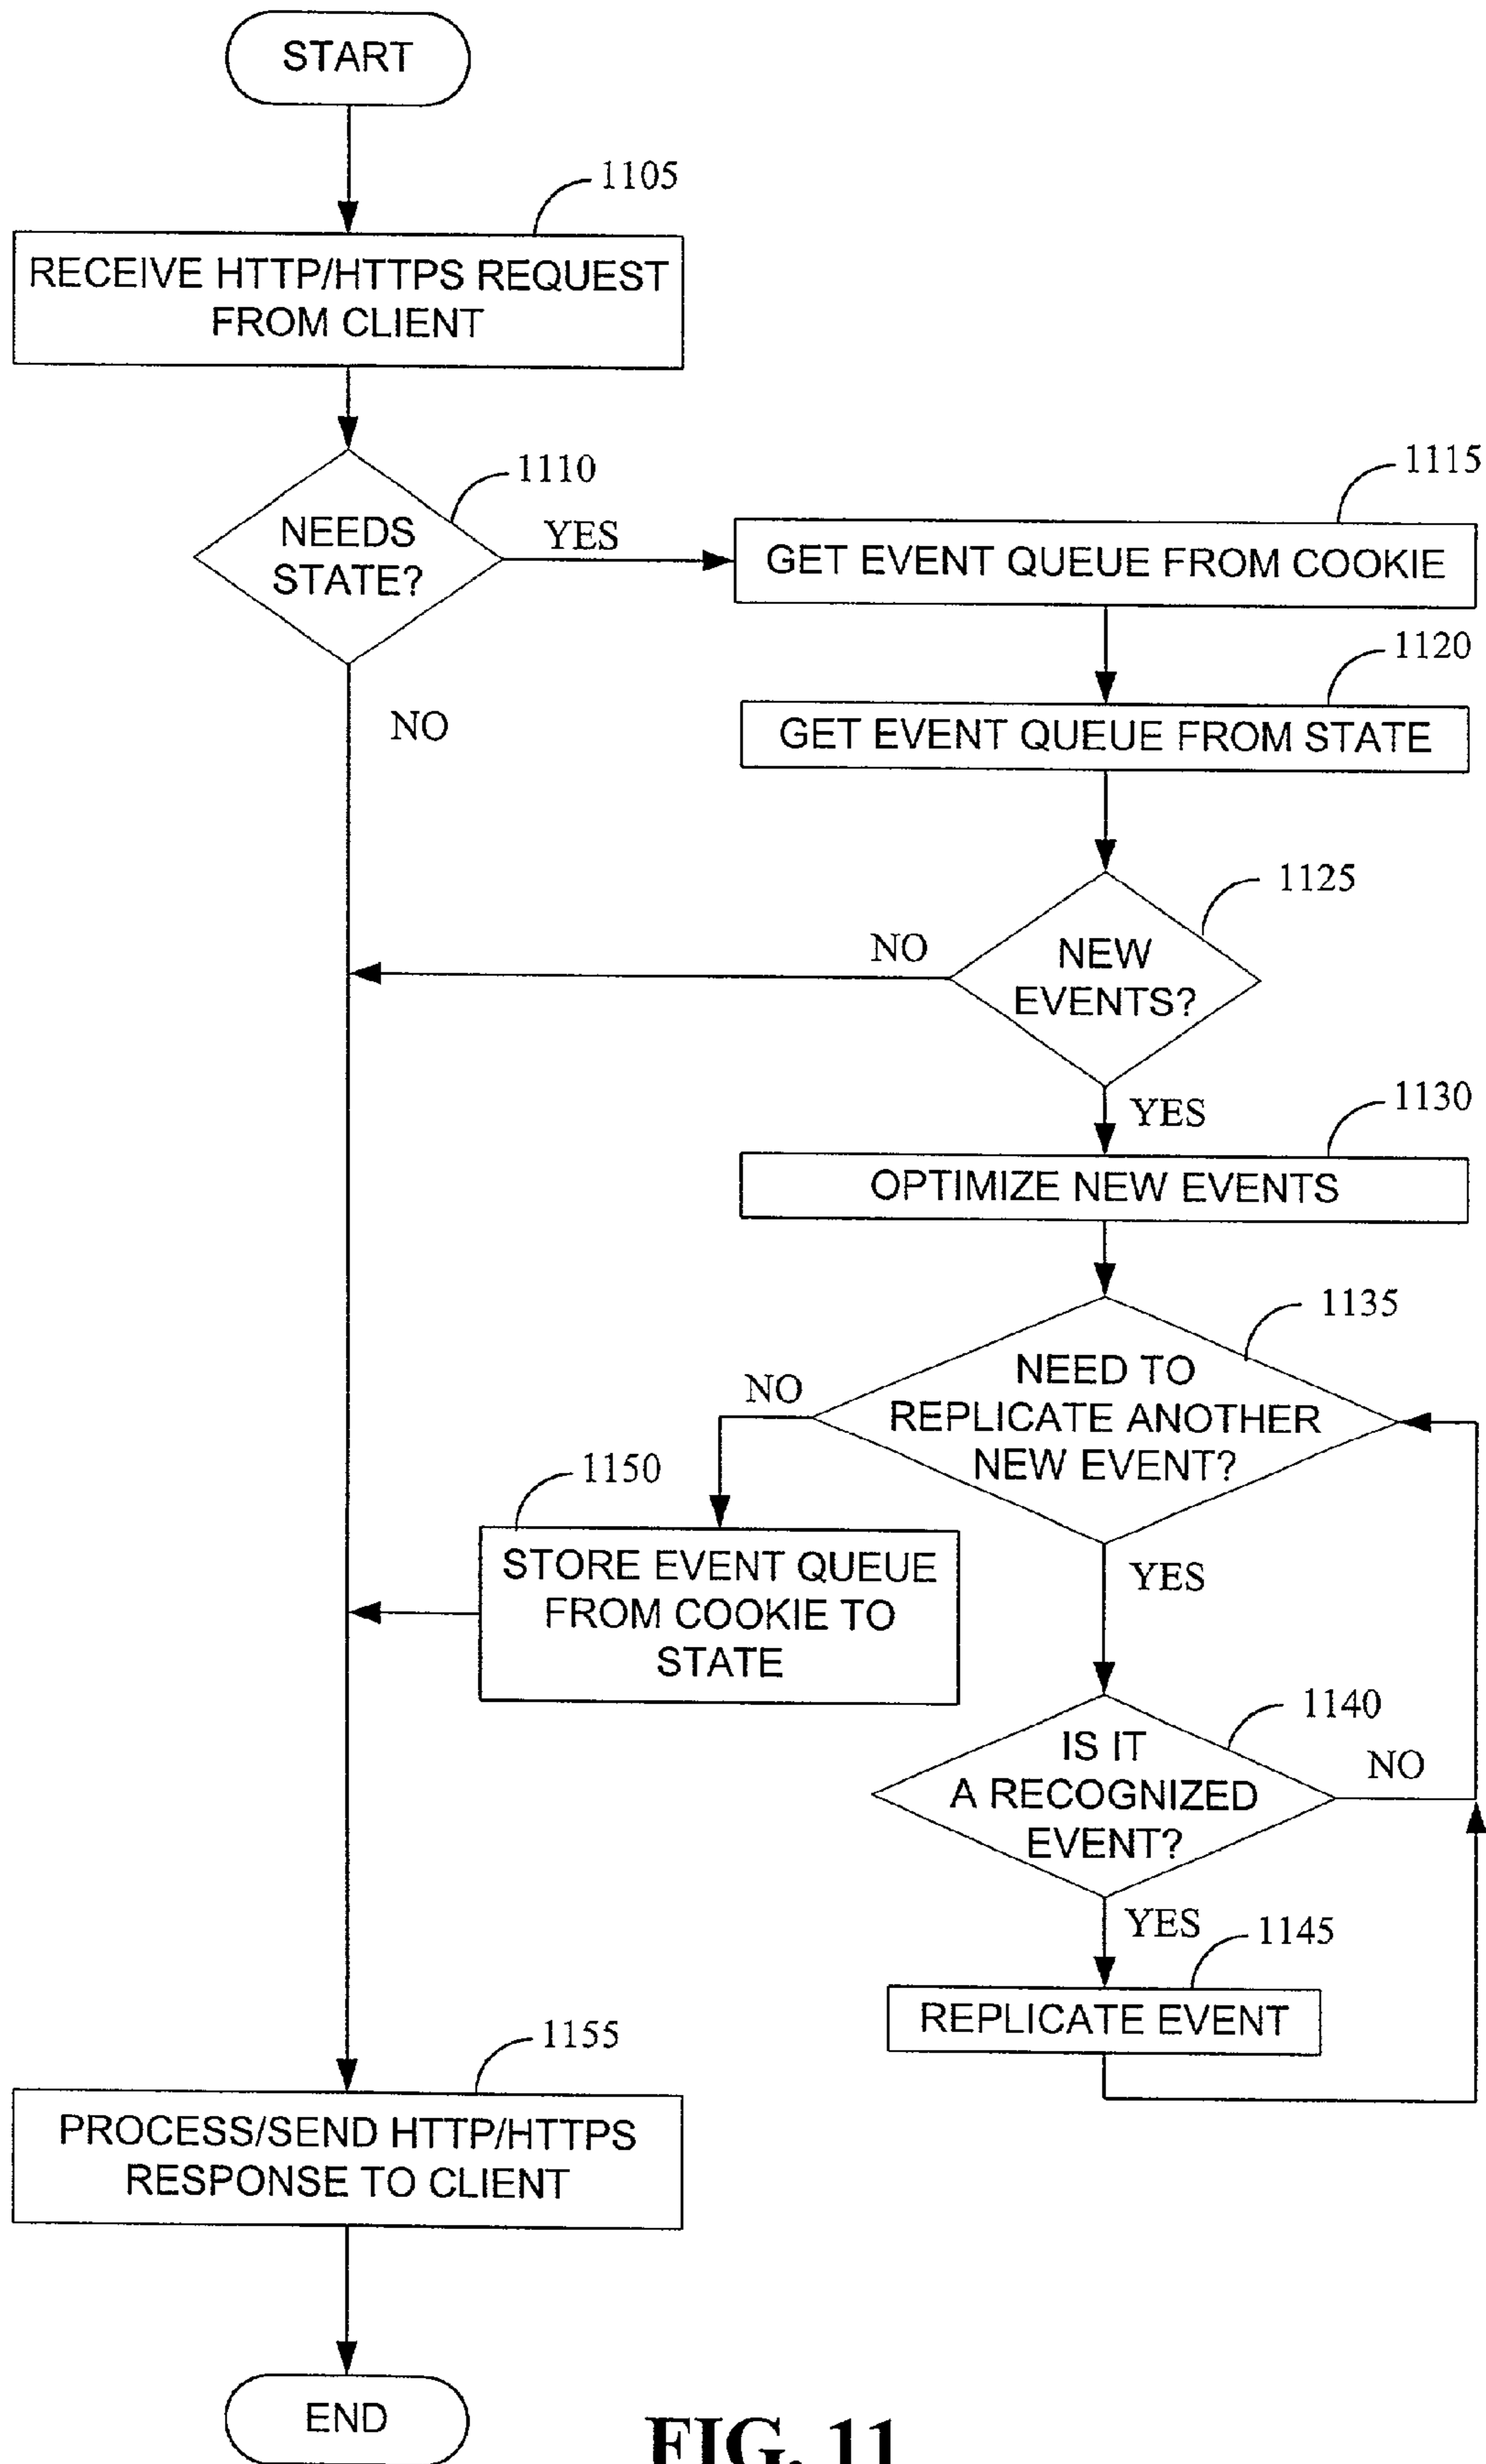 START
1105
RECEIVE HTTP/HTTPS REQUEST
FROM CLIENT
1110
NEEDS
STATE?
YES
NO
1115
GET EVENT QUEUE FROM COOKIE
1120
GET EVENT QUEUE FROM STATE
1125
NEW
EVENTS?
NO
YES
1130
OPTIMIZE NEW EVENTS
1135
NEED TO
REPLICATE ANOTHER
NEW EVENT?
NO
YES
1150
STORE EVENT QUEUE
FROM COOKIE TO
STATE
1140
IS IT
A RECOGNIZED
EVENT?
NO
YES
1145
REPLICATE EVENT
1155
PROCESS/SEND HTTP/HTTPS
RESPONSE TO CLIENT
END
FIG. 11